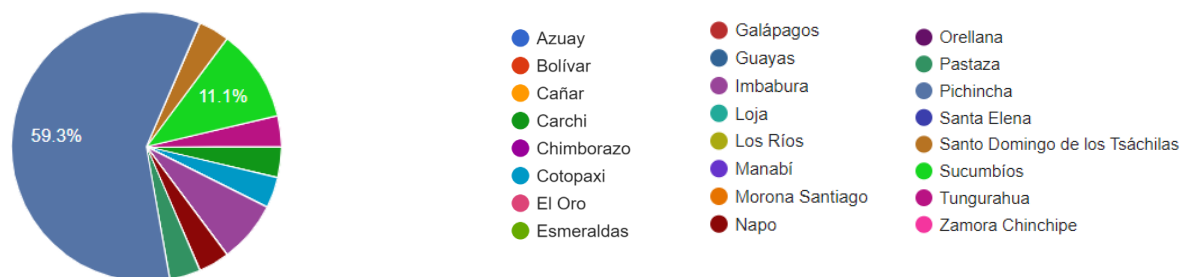 59.3%
11.1%
Azuay
Bolívar
Cañar
Carchi
Chimborazo
Cotopaxi
El Oro
Esmeraldas
Galápagos
Guayas
Imbabura
Loja
Los Ríos
Manabí
Morona Santiago
Napo
Orellana
Pastaza
Pichincha
Santa Elena
Santo Domingo de los Tsáchilas
Sucumbíos
Tungurahua
Zamora Chinchipe